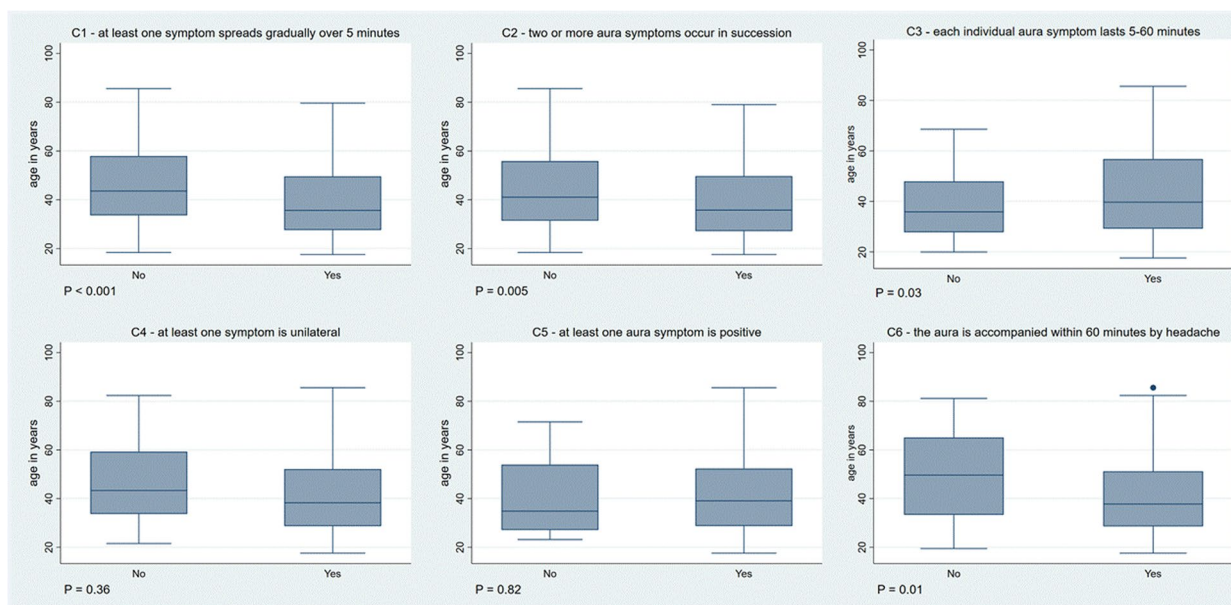 C1 - at least one symptom spreads gradually over 5 minutes
age in years
100
80
60
40
20
No Yes
P < 0.001
C2 - two or more aura symptoms occur in succession
age in years
100
80
60
40
20
No Yes
P = 0.005
C3 - each individual aura symptom lasts 5-60 minutes
age in years
100
80
60
40
20
No Yes
P = 0.03
C4 - at least one symptom is unilateral
age in years
100
80
60
40
20
No Yes
P = 0.36
C5 - at least one aura symptom is positive
age in years
100
80
60
40
20
No Yes
P = 0.82
C6 - the aura is accompanied within 60 minutes by headache
age in years
100
80
60
40
20
No Yes
P = 0.01